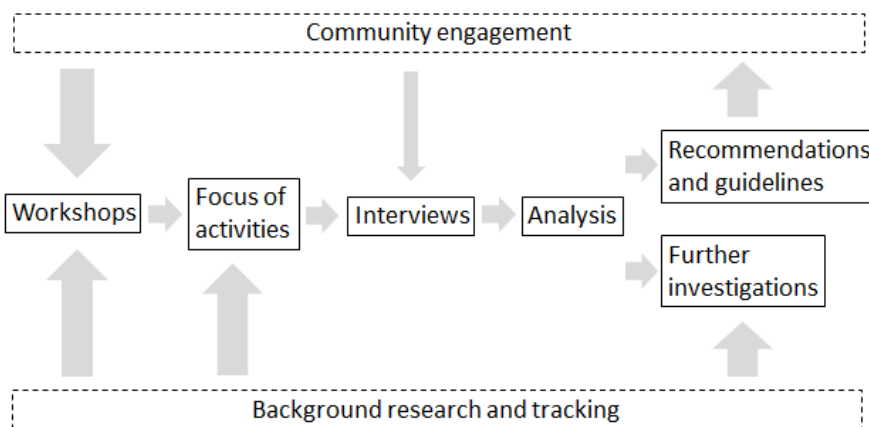 Community engagement
Workshops
Focus of
activities
Interviews
Analysis
Recommendations
and guidelines
Further
investigations
Background research and tracking